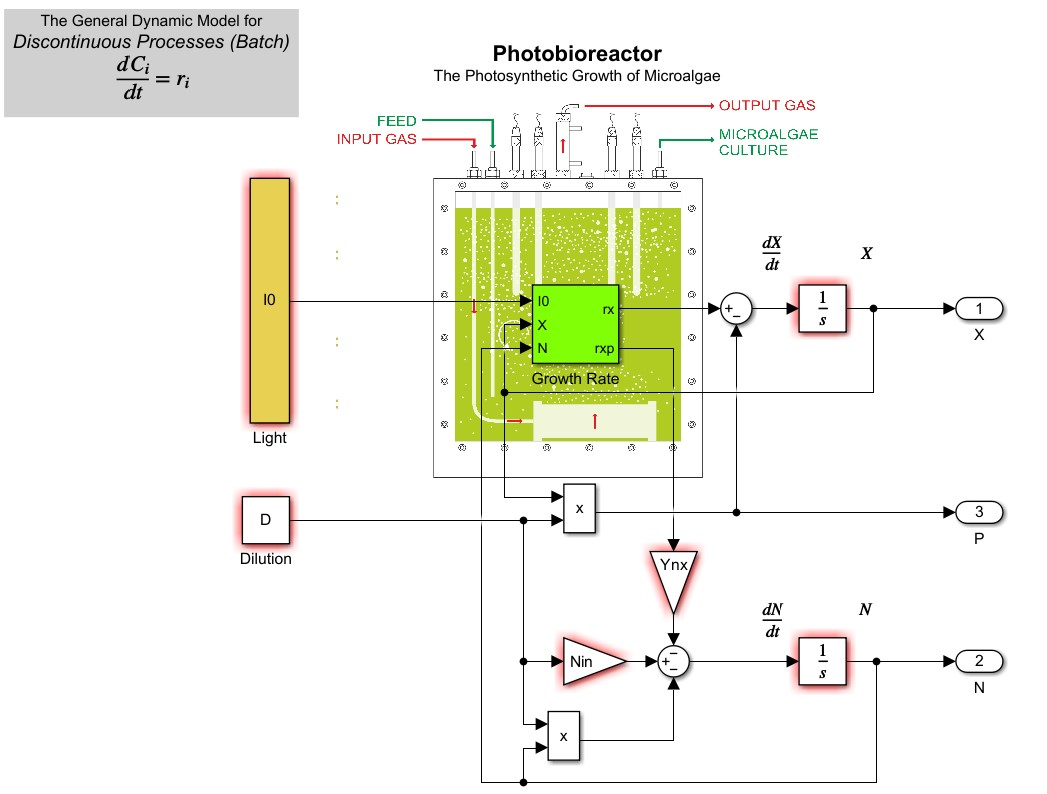 The General Dynamic Model for
Discontinuous Processes (Batch)
dCi/dt = ri
Photobioreactor
The Photosynthetic Growth of Microalgae
OUTPUT GAS
FEED
INPUT GAS
MICROALGAE
CULTURE
I0
Light
I0
X
N
rx
rxp
Growth Rate
dX/dt
X
+
−
1/s
1
X
D
Dilution
x
3
P
Ynx
Nin
+
−
−
dN/dt
N
1/s
2
N
x